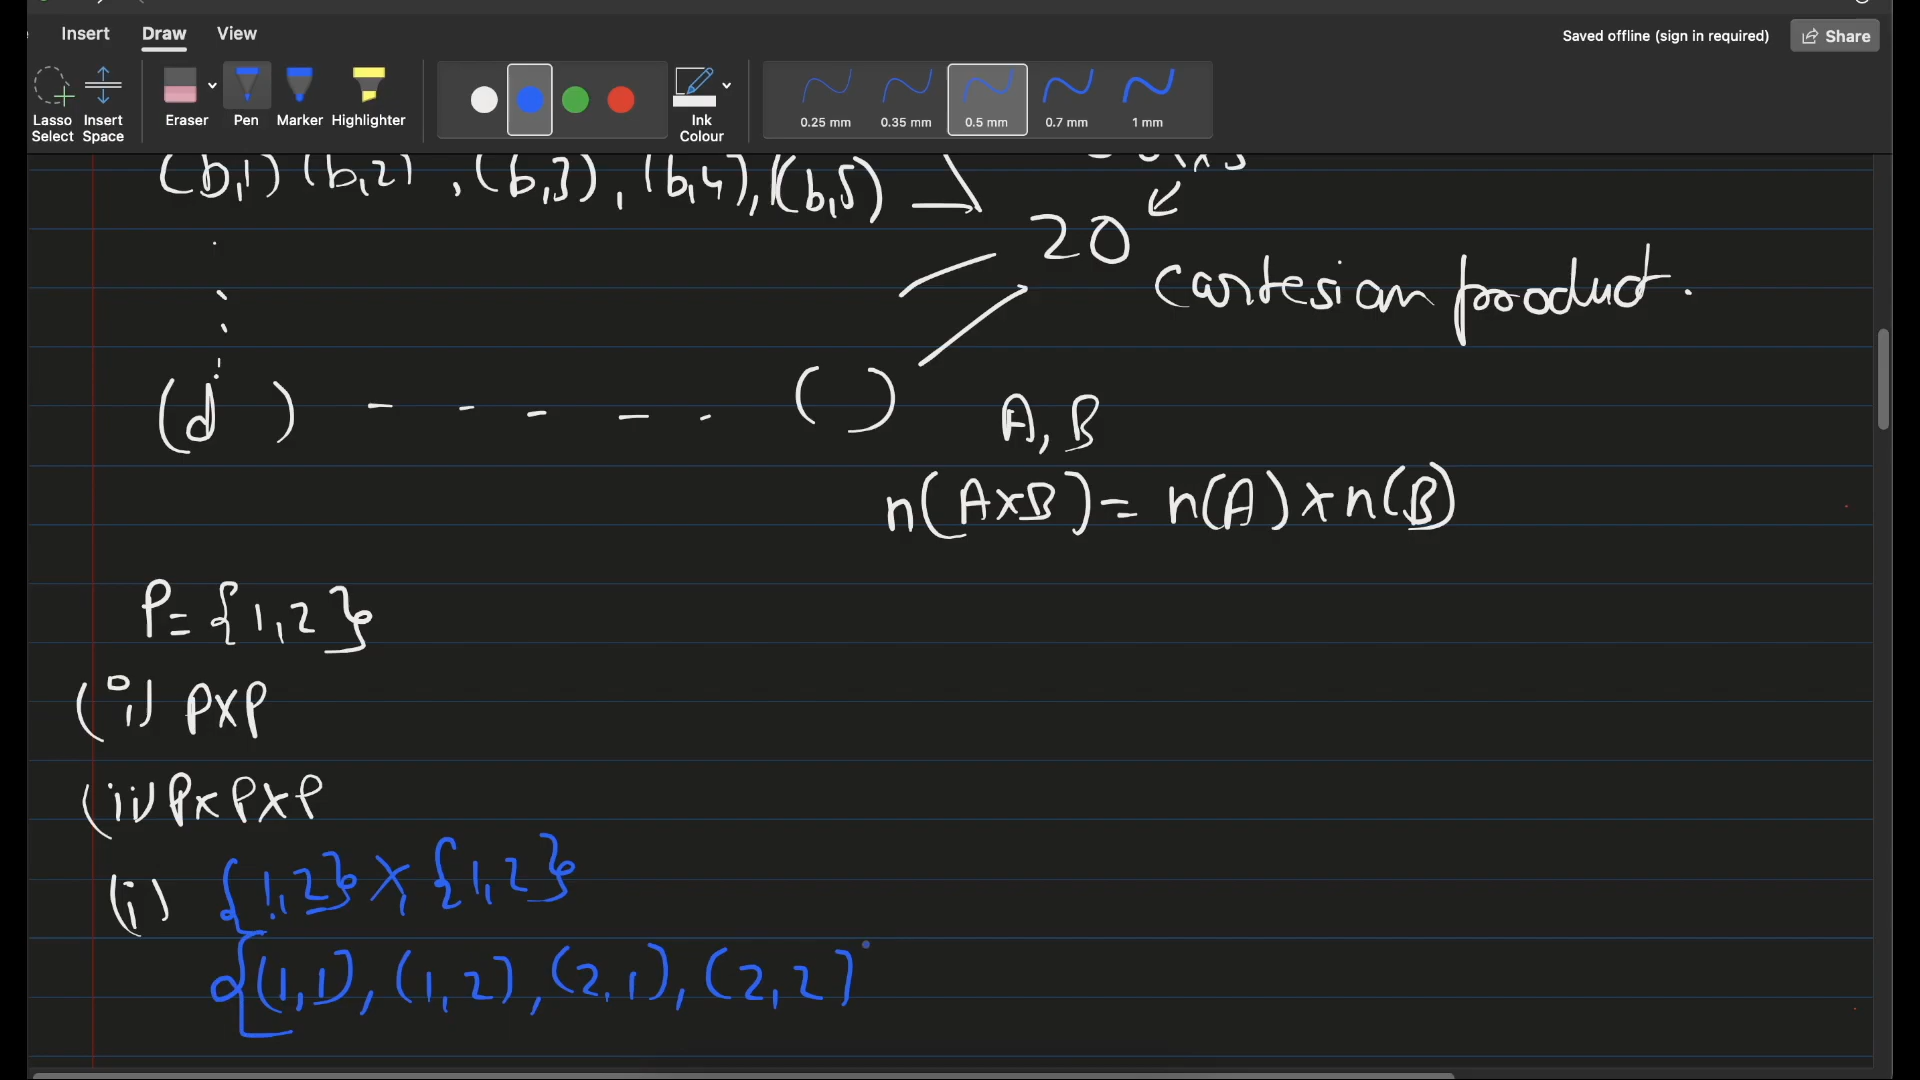 Insert Draw View
Saved offline (sign in required) Share
Lasso Select
Insert Space
Eraser Pen Marker Highlighter
Ink Colour
0.25 mm 0.35 mm 0.5 mm 0.7 mm 1 mm
(b,1) (b,2) , (b,3) , (b,4), (b,5)
20
Cartesian product.
(d ) - - - - - ( )
A, B
n(A×B) = n(A) × n(B)
P = {1,2}
(i) P×P
(ii) P×P×P
(i) {1,2} × {1,2}
{(1,1), (1,2), (2,1), (2,2)